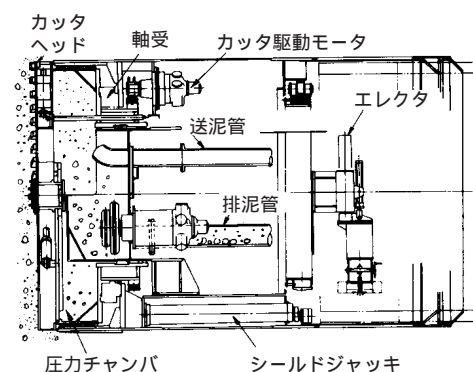 カッタ
ヘッド
軸受
カッタ駆動モータ
エレクタ
送泥管
排泥管
圧力チャンバ
シールドジャッキ